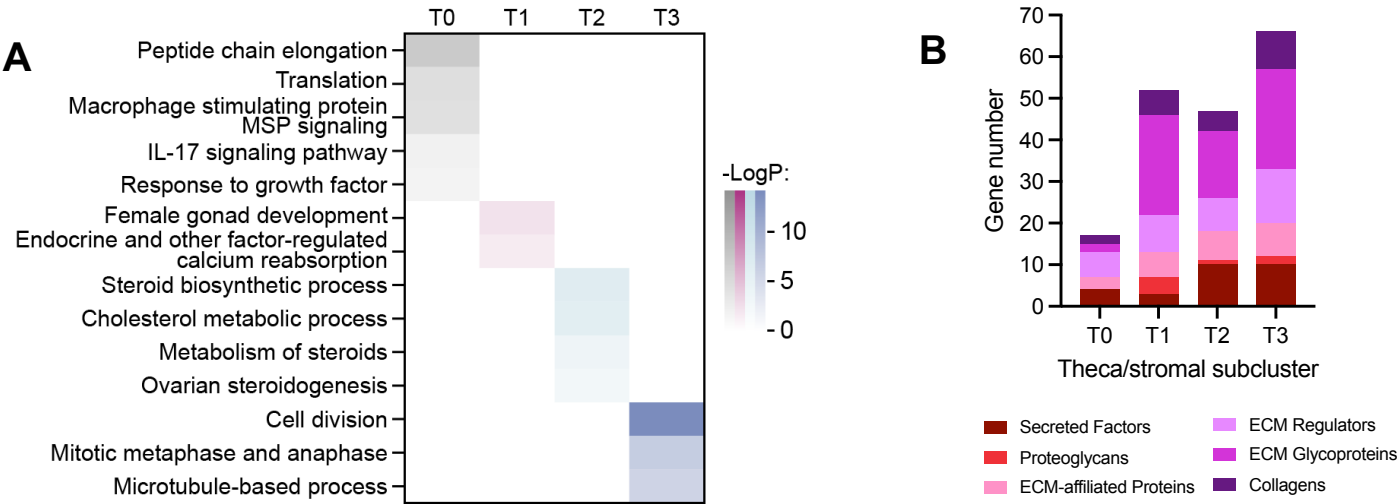 A
T0 T1 T2 T3
Peptide chain elongation
Translation
Macrophage stimulating protein
MSP signaling
IL-17 signaling pathway
Response to growth factor
Female gonad development
Endocrine and other factor-regulated
calcium reabsorption
Steroid biosynthetic process
Cholesterol metabolic process
Metabolism of steroids
Ovarian steroidogenesis
Cell division
Mitotic metaphase and anaphase
Microtubule-based process
-LogP:
10
5
0
B
Gene number
70
60
50
40
30
20
10
0
T0 T1 T2 T3
Theca/stromal subcluster
Secreted Factors
Proteoglycans
ECM-affiliated Proteins
ECM Regulators
ECM Glycoproteins
Collagens